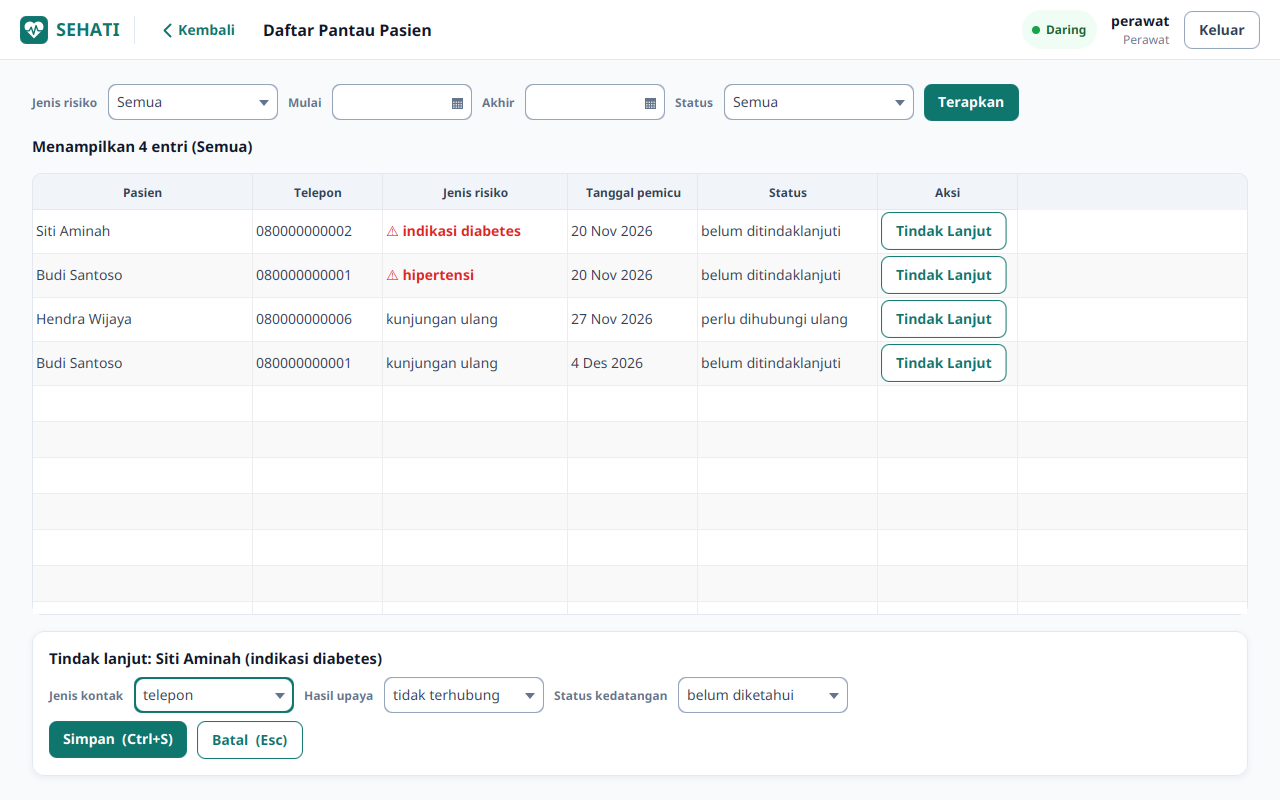 SEHATI
Kembali
Daftar Pantau Pasien
Daring
perawat
Perawat
Keluar
Jenis risiko Semua Mulai Akhir Status Semua Terapkan
Menampilkan 4 entri (Semua)
Pasien Telepon Jenis risiko Tanggal pemicu Status Aksi
Siti Aminah 080000000002 ⚠ indikasi diabetes 20 Nov 2026 belum ditindaklanjuti Tindak Lanjut
Budi Santoso 080000000001 ⚠ hipertensi 20 Nov 2026 belum ditindaklanjuti Tindak Lanjut
Hendra Wijaya 080000000006 kunjungan ulang 27 Nov 2026 perlu dihubungi ulang Tindak Lanjut
Budi Santoso 080000000001 kunjungan ulang 4 Des 2026 belum ditindaklanjuti Tindak Lanjut
Tindak lanjut: Siti Aminah (indikasi diabetes)
Jenis kontak telepon Hasil upaya tidak terhubung Status kedatangan belum diketahui
Simpan (Ctrl+S) Batal (Esc)